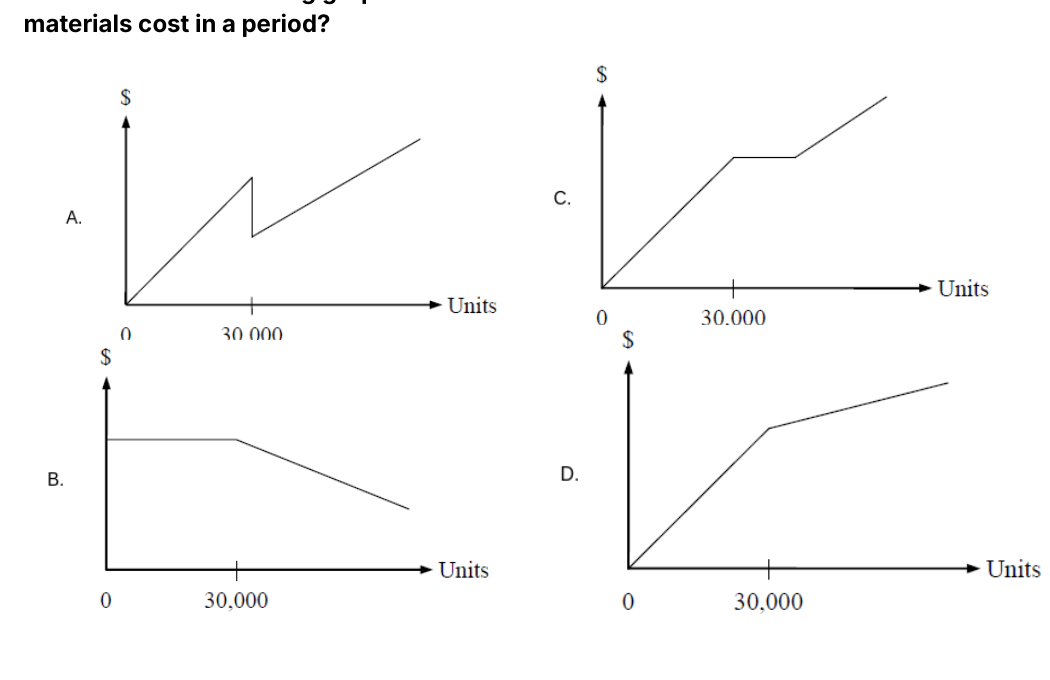 materials cost in a period?
$
A.
Units
0
30 000
$
C.
Units
0
30.000
$
B.
Units
0
30,000
$
D.
Units
0
30,000